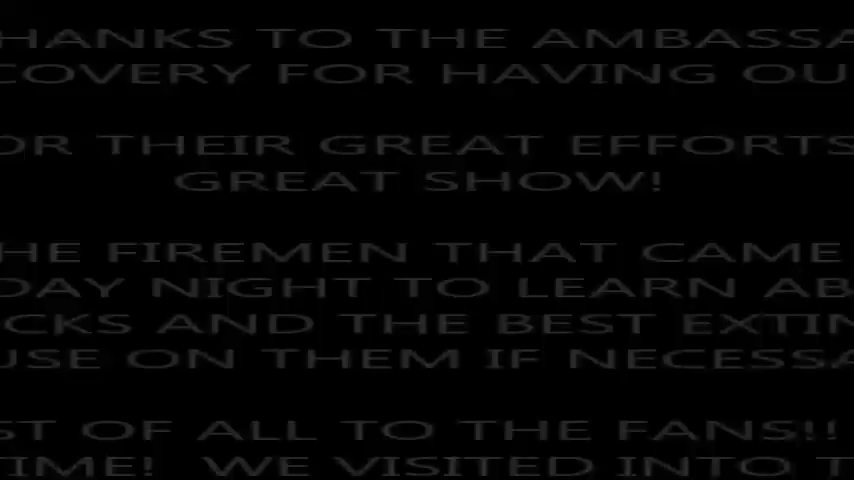 HANKS TO THE AMBASSA
COVERY FOR HAVING OU
OR THEIR GREAT EFFORTS
GREAT SHOW!
HE FIREMEN THAT CAME
DAY NIGHT TO LEARN AB
CKS AND THE BEST EXTIN
USE ON THEM IF NECESSA
ST OF ALL TO THE FANS!!
TIME! WE VISITED INTO T